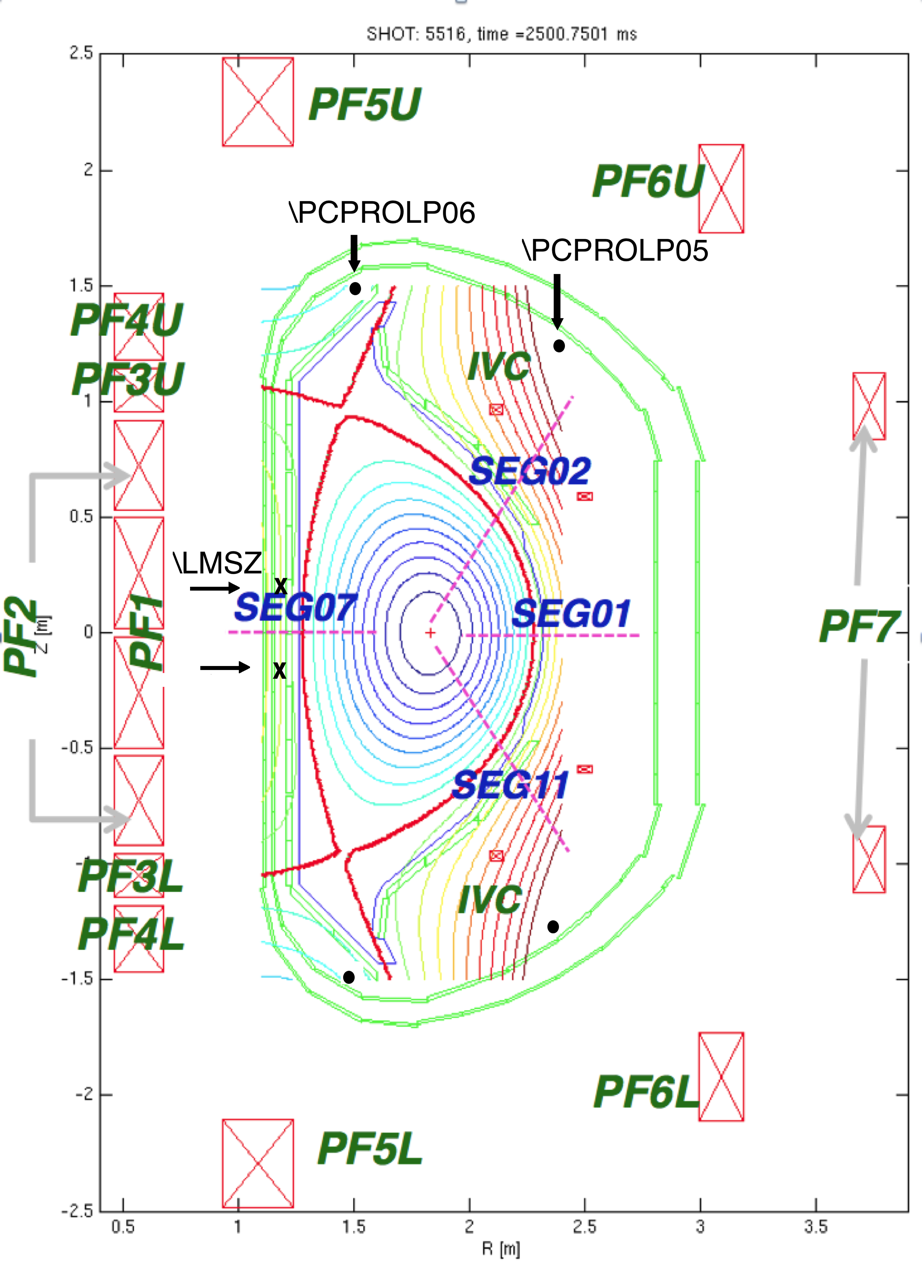 SHOT: 5516, time =2500.7501 ms
2.5
PF5U
2
PF6U
\PCPROLP06
\PCPROLP05
1.5
PF4U
IVC
PF3U
1
SEG02
0.5
\LMSZ
X
SEG07
SEG01
PF2
Z [m]
PF1
0
PF7
X
-0.5
SEG11
-1
PF3L
IVC
PF4L
-1.5
-2
PF6L
PF5L
-2.5
0.5 1 1.5 2 2.5 3 3.5
R [m]